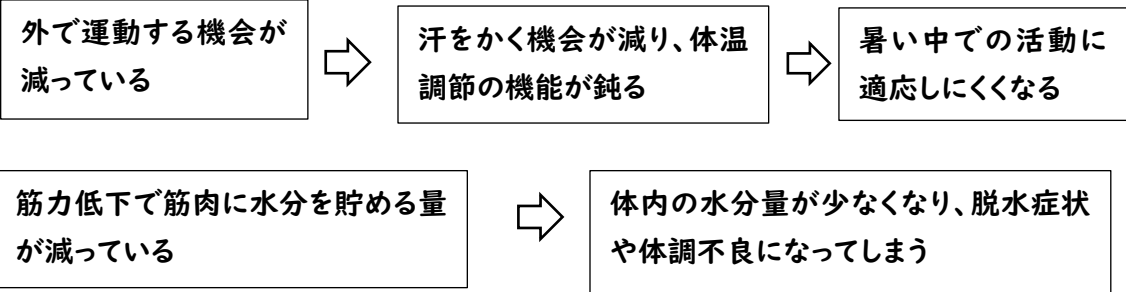 外で運動する機会が
減っている
汗をかく機会が減り、体温
調節の機能が鈍る
暑い中での活動に
適応しにくくなる
筋力低下で筋肉に水分を貯める量
が減っている
体内の水分量が少なくなり、脱水症状
や体調不良になってしまう